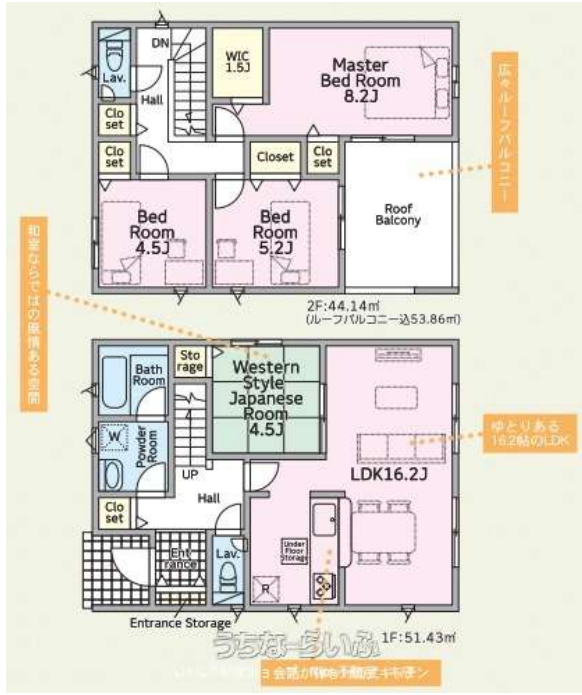 DN
Lav.
WIC
1.5J
Master
Bed Room
8.2J
Hall
Clo
set
Clo
set
Closet
Clo
set
Bed
Room
4.5J
Bed
Room
5.2J
Roof
Balcony
広々ルーフバルコニー
2F:44.14㎡
(ルーフバルコニー込53.86㎡)
和室ならではの風情ある空間
Bath
Room
Sto
rage
Western
Style
Japanese
Room
4.5J
W
Powder
Room
UP
Hall
ゆとりある
16.2帖のLDK
LDK16.2J
Clo
set
Ent
rance
Lav.
Under
Floor
Storage
R
Entrance Storage
1F:51.43㎡
うちなーらいふ